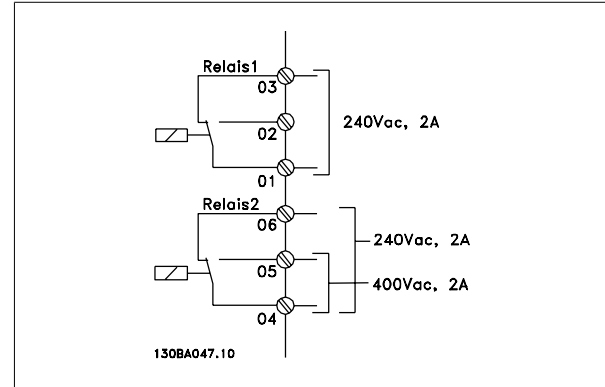 Relais1
03
02
240Vac, 2A
01
Relais2
06
240Vac, 2A
05
400Vac, 2A
04
130BA047.10